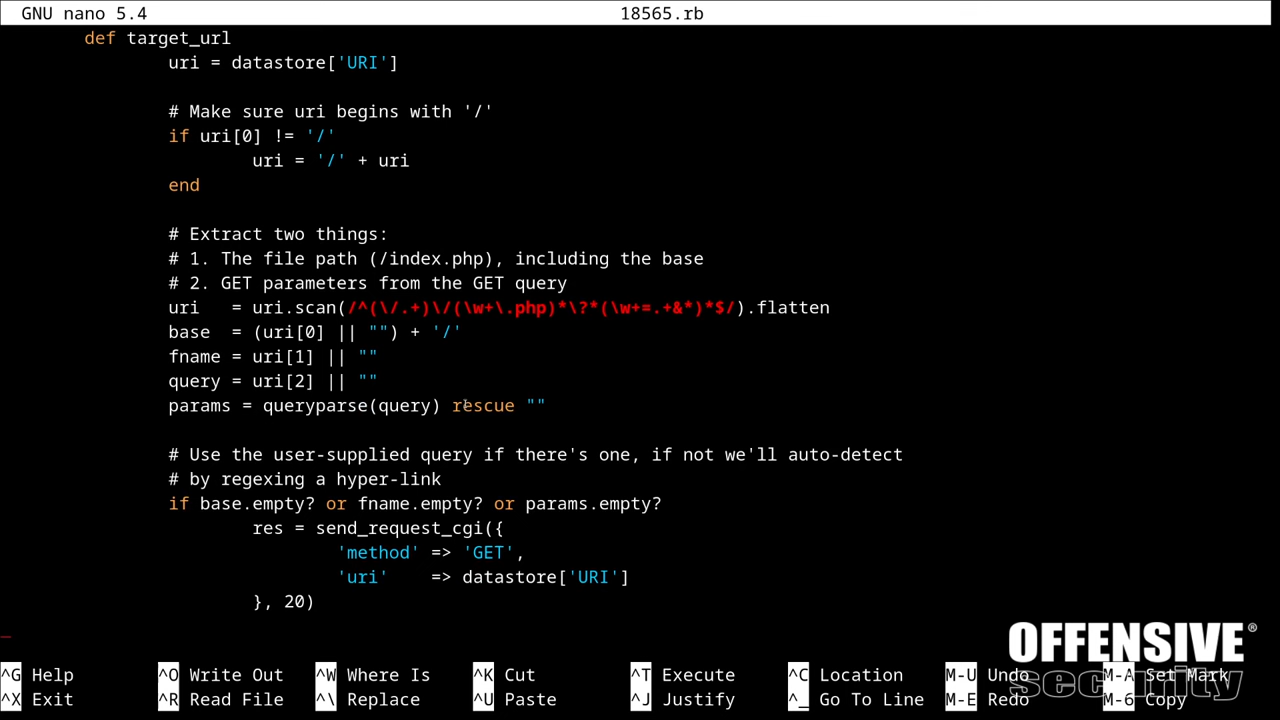 GNU nano 5.4 18565.rb
def target_url
uri = datastore['URI']
# Make sure uri begins with '/'
if uri[0] != '/'
uri = '/' + uri
end
# Extract two things:
# 1. The file path (/index.php), including the base
# 2. GET parameters from the GET query
uri = uri.scan(/^(\/.+)\/(\w+\.php)*\?*(\w+=.+&*)*$/).flatten
base = (uri[0] || "") + '/'
fname = uri[1] || ""
query = uri[2] || ""
params = queryparse(query) rescue ""
# Use the user-supplied query if there's one, if not we'll auto-detect
# by regexing a hyper-link
if base.empty? or fname.empty? or params.empty?
res = send_request_cgi({
'method' => 'GET',
'uri' => datastore['URI']
}, 20)
OFFENSIVE®
security
^G Help ^O Write Out ^W Where Is ^K Cut ^T Execute ^C Location M-U Undo M-A Set Mark
^X Exit ^R Read File ^\ Replace ^U Paste ^J Justify ^_ Go To Line M-E Redo M-6 Copy